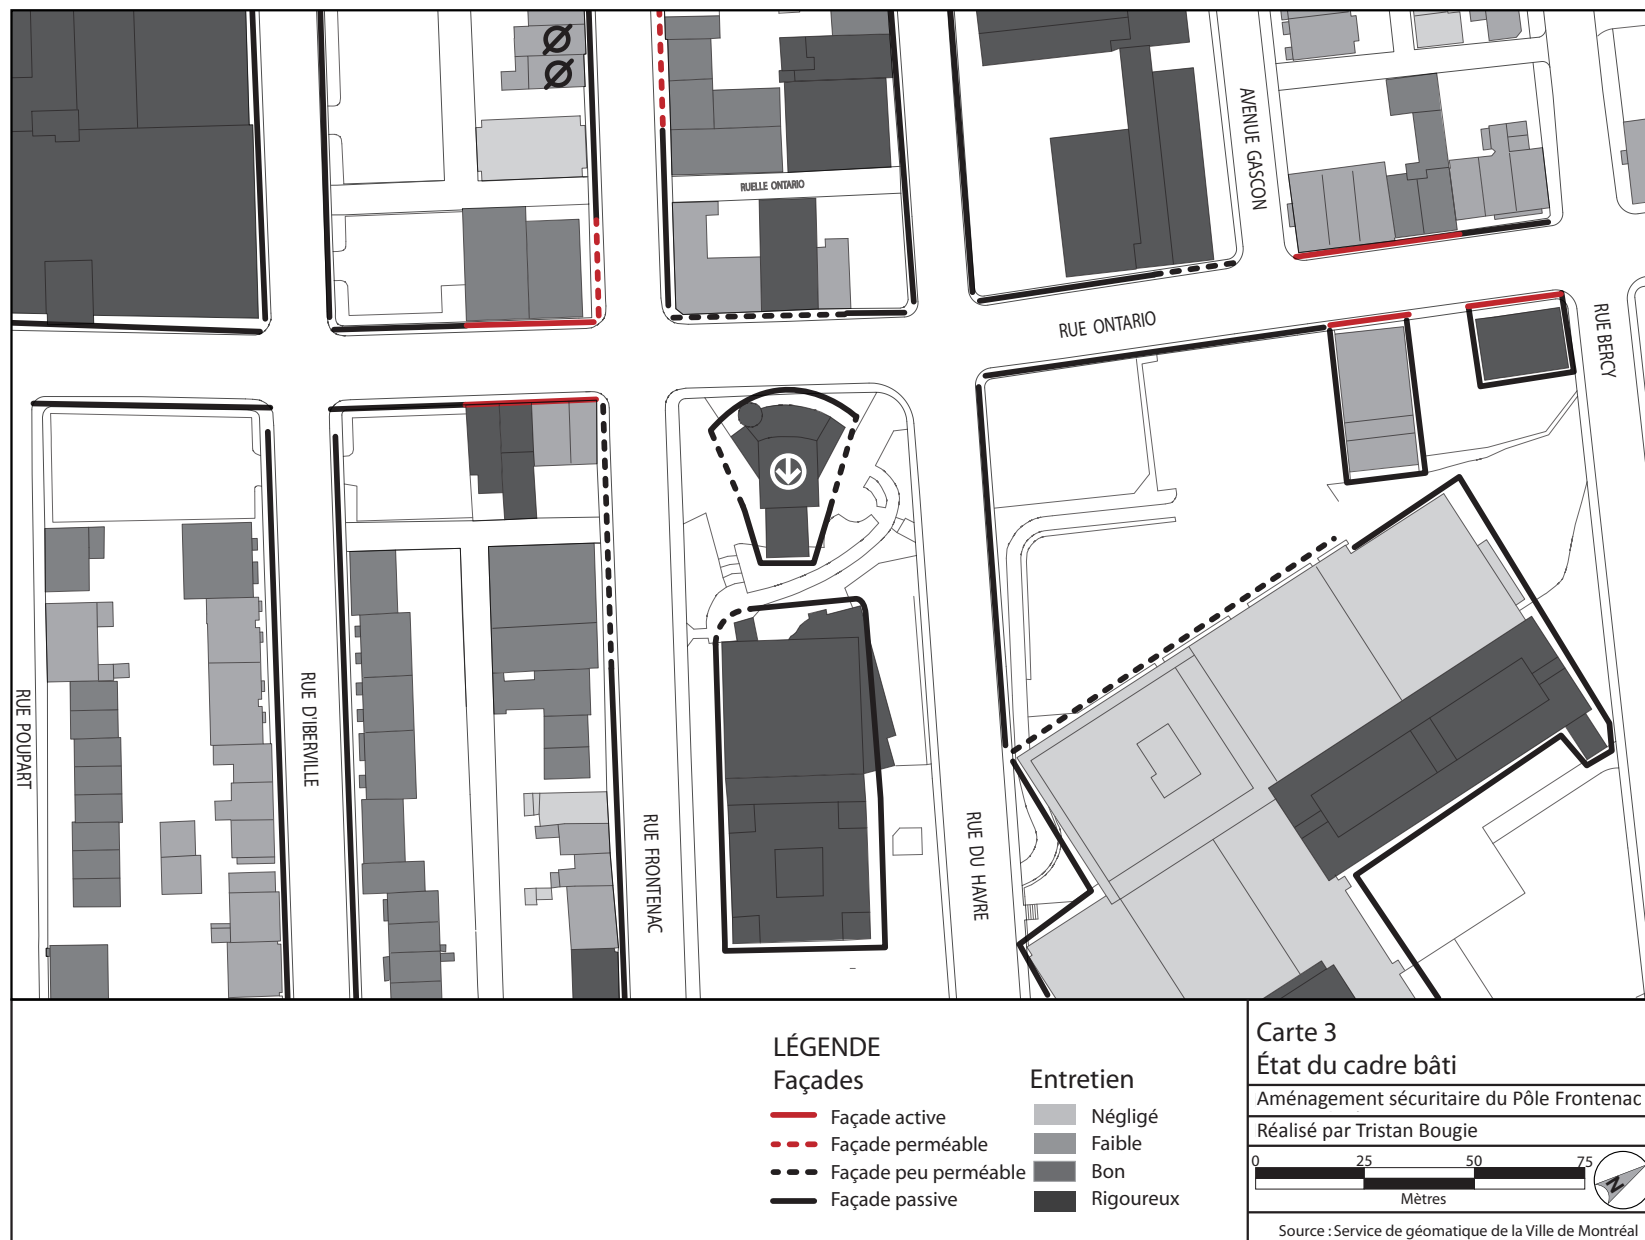 RUELLE ONTARIO
AVENUE GASCON
RUE ONTARIO
RUE BERCY
RUE POUPART
RUE D'IBERVILLE
RUE FRONTENAC
RUE DU HAVRE
LÉGENDE
Façades
Façade active
Façade perméable
Façade peu perméable
Façade passive
Entretien
Négligé
Faible
Bon
Rigoureux
Carte 3
État du cadre bâti
Aménagement sécuritaire du Pôle Frontenac
Réalisé par Tristan Bougie
0 25 50 75
Mètres
N
Source : Service de géomatique de la Ville de Montréal